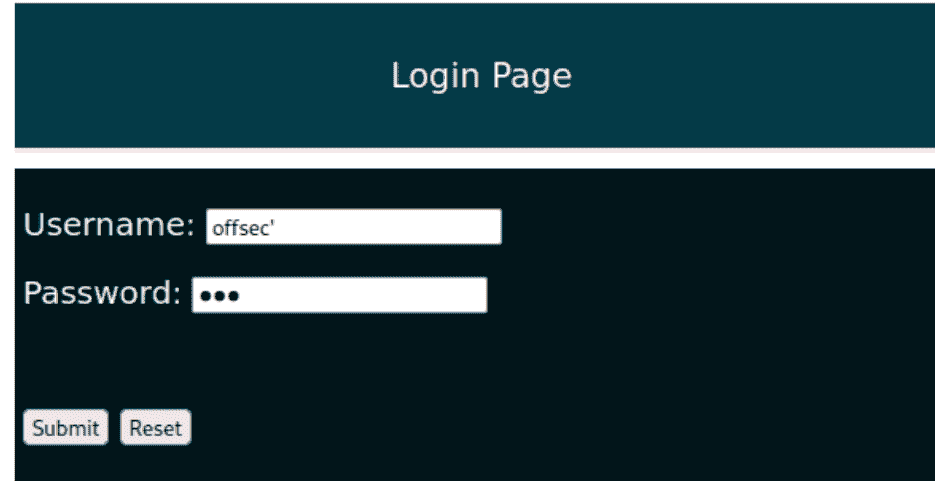 Login Page
Username: offsec'
Password: •••
Submit Reset